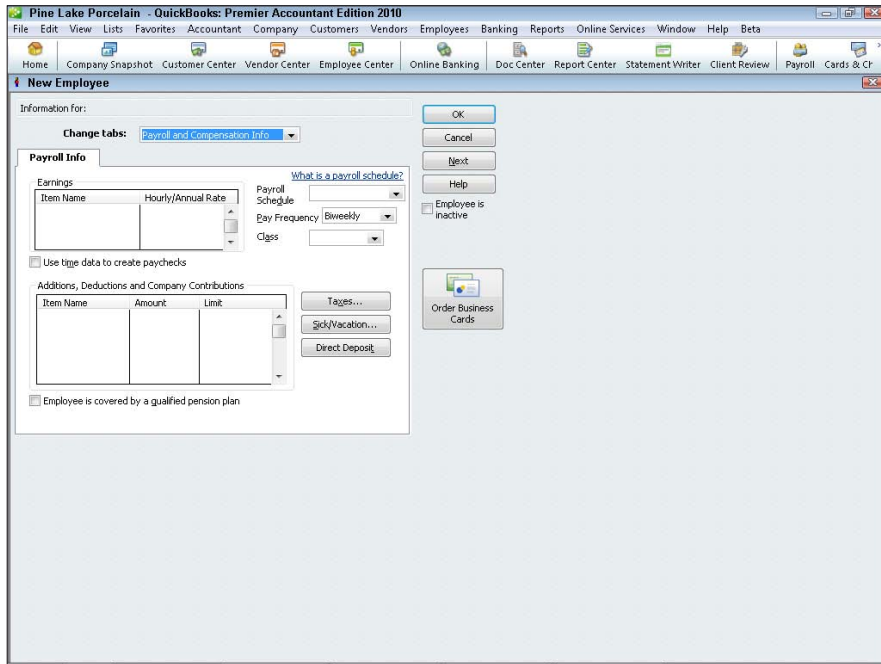 Pine Lake Porcelain - QuickBooks: Premier Accountant Edition 2010
File Edit View Lists Favorites Accountant Company Customers Vendors Employees Banking Reports Online Services Window Help Beta
Home Company Snapshot Customer Center Vendor Center Employee Center Online Banking Doc Center Report Center Statement Writer Client Review Payroll Cards & Ch
New Employee
Information for:
Change tabs: Payroll and Compensation Info
Payroll Info
What is a payroll schedule?
Earnings
Item Name Hourly/Annual Rate
Payroll Schedule
Pay Frequency Biweekly
Class
Use time data to create paychecks
Additions, Deductions and Company Contributions
Item Name Amount Limit
Taxes...
Sick/Vacation...
Direct Deposit
Employee is covered by a qualified pension plan
OK
Cancel
Next
Help
Employee is
inactive
Order Business
Cards